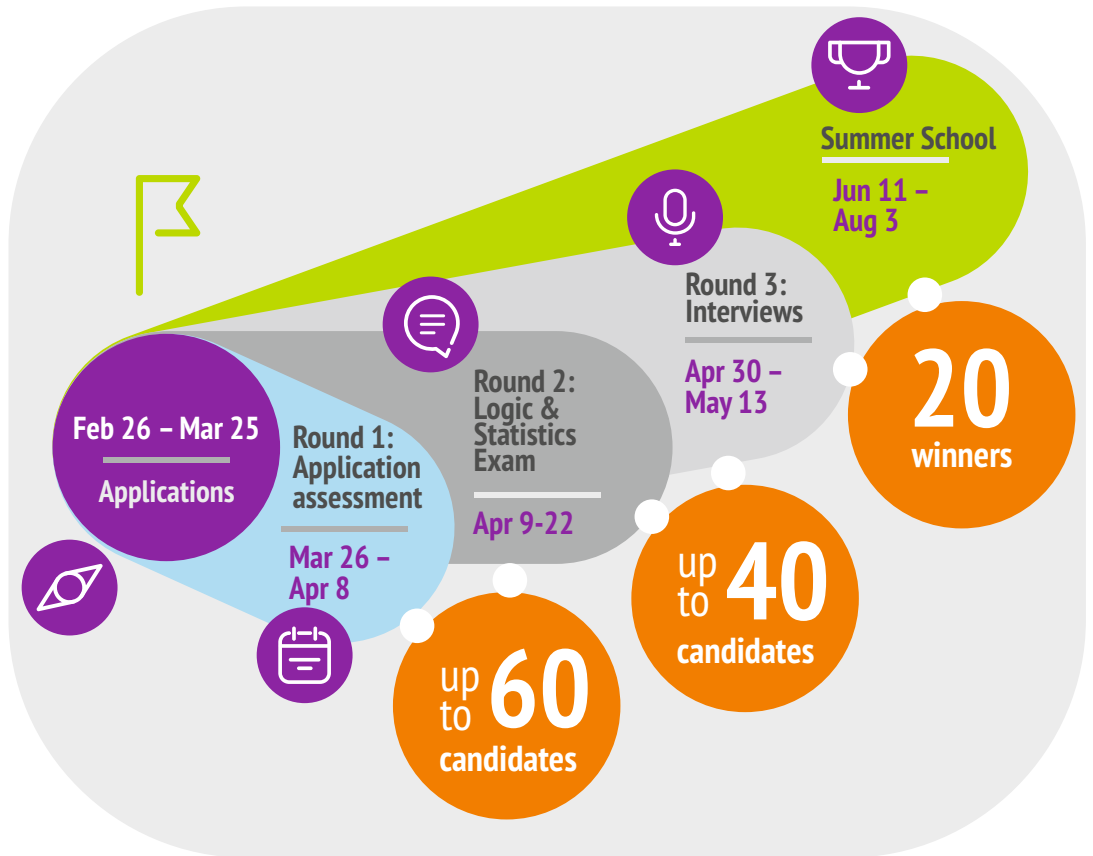 Feb 26 – Mar 25
Applications
Round 1:
Application
assessment
Mar 26 –
Apr 8
up
to 60
candidates
Round 2:
Logic &
Statistics
Exam
Apr 9-22
up
to 40
candidates
Round 3:
Interviews
Apr 30 –
May 13
20
winners
Summer School
Jun 11 –
Aug 3